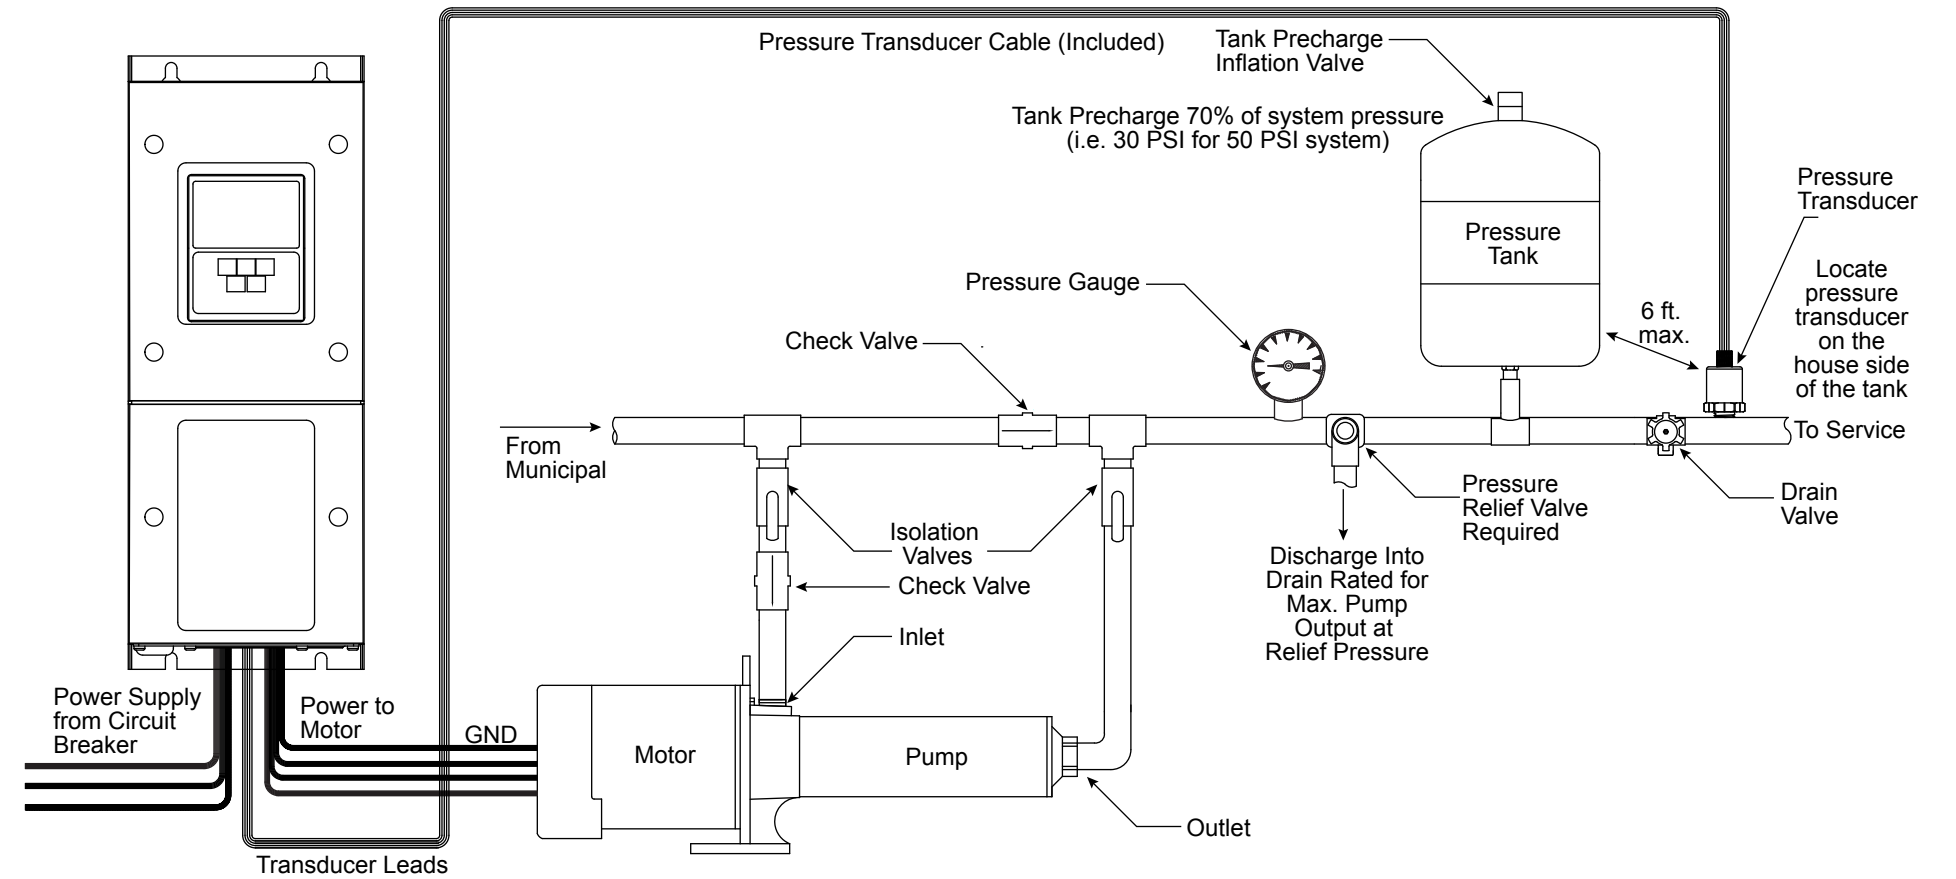 Pressure Transducer Cable (Included)
Tank Precharge
Inflation Valve
Tank Precharge 70% of system pressure
(i.e. 30 PSI for 50 PSI system)
Pressure
Transducer
Pressure
Tank
Locate
pressure
transducer
on the
house side
of the tank
6 ft.
max.
Pressure Gauge
Check Valve
From
Municipal
To Service
Isolation
Valves
Pressure
Relief Valve
Required
Drain
Valve
Discharge Into
Drain Rated for
Max. Pump
Output at
Relief Pressure
Check Valve
Inlet
Power Supply
from Circuit
Breaker
Power to
Motor
GND
Motor
Pump
Outlet
Transducer Leads